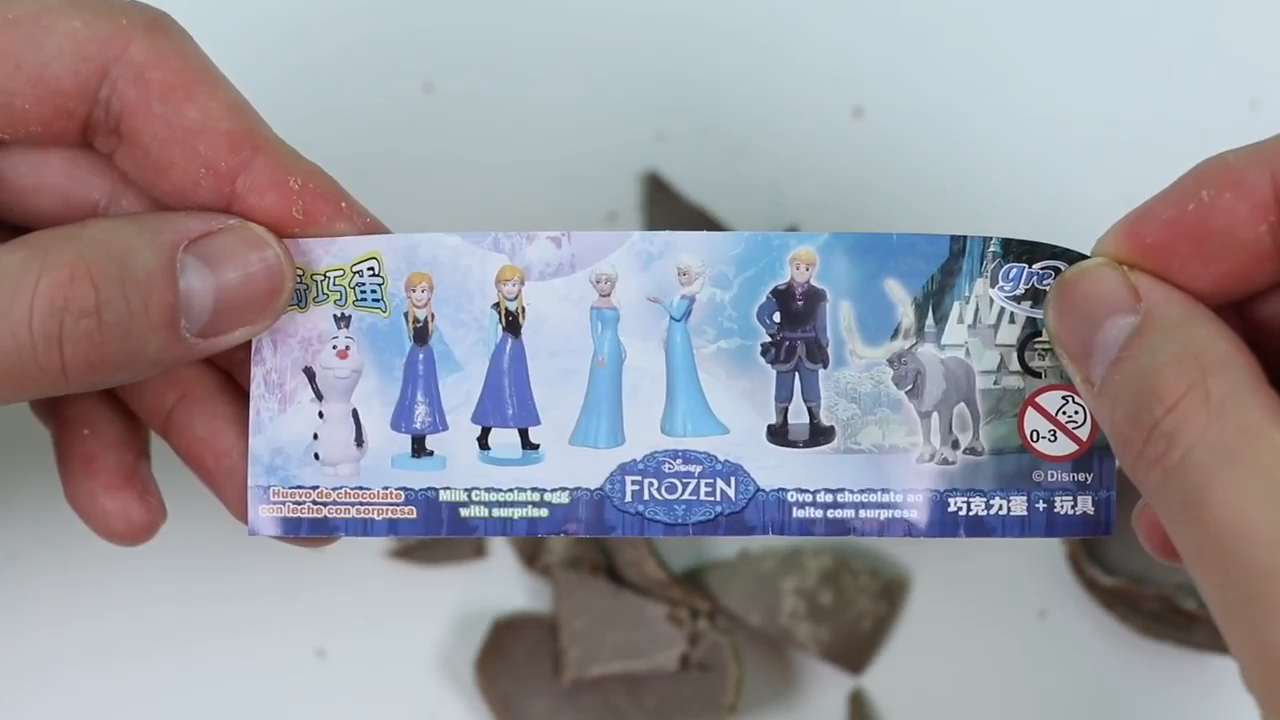 巧蛋
gre
0-3
© Disney
Disney
FROZEN
Huevo de chocolate
con leche con sorpresa
Milk Chocolate egg
with surprise
Ovo de chocolate ao
leite com surpresa
巧克力蛋 + 玩具